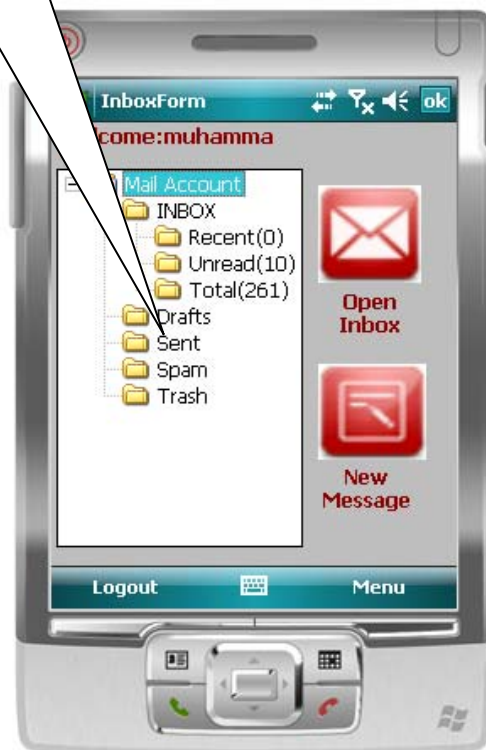 InboxForm ok
come:muhamma
Mail Account
INBOX
Recent(0)
Unread(10)
Total(261)
Drafts
Sent
Spam
Trash
Open
Inbox
New
Message
Logout Menu